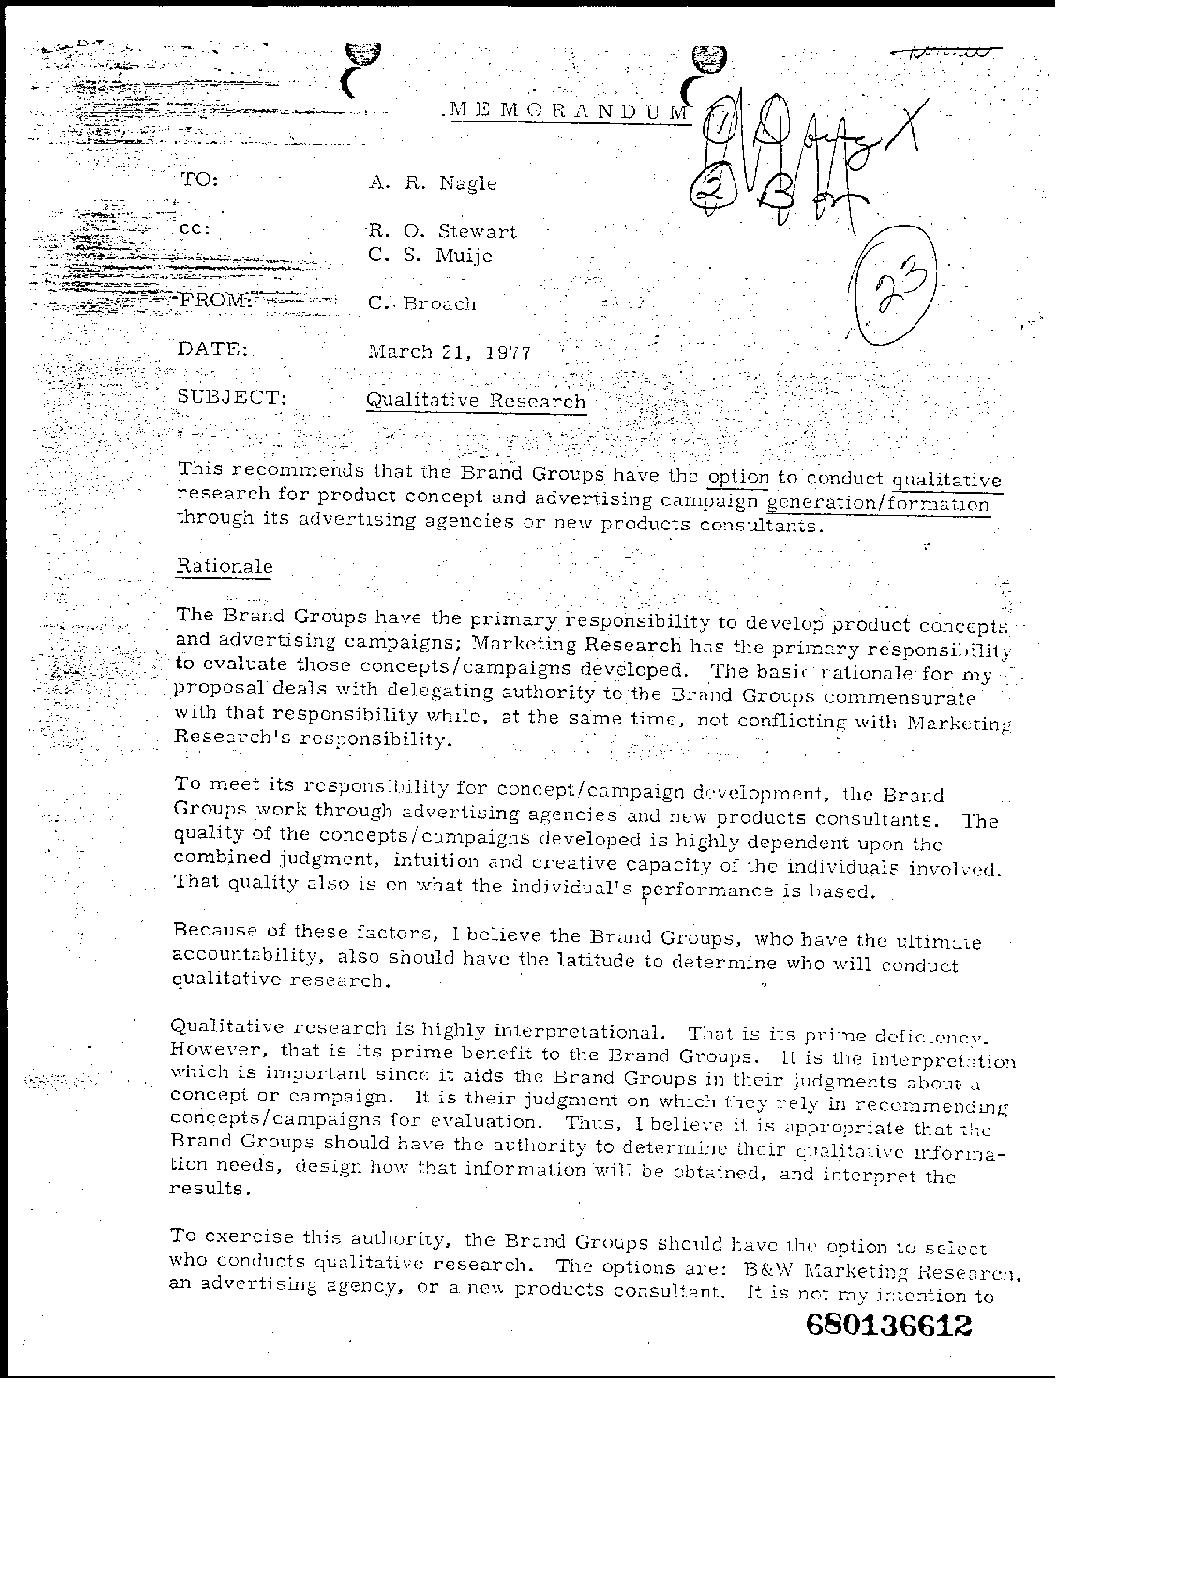 MEMORANDUM
TO: A. R. Nagle
cc: R. O. Stewart
C. S. Muije
FROM: C. Broach
23
DATE: March 21, 1977
SUBJECT: Qualitative Research
This recommends that the Brand Groups have the option to conduct qualitative
research for product concept and advertising campaign generation/formation
through its advertising agencies or new products consultants.
Rationale
The Brand Groups have the primary responsibility to develop product concepts
and advertising campaigns; Marketing Research has the primary responsibility
to evaluate those concepts/campaigns developed. The basic rationale for my
proposal deals with delegating authority to the Brand Groups commensurate
with that responsibility while, at the same time, not conflicting with Marketing
Research's responsibility.
To meet its responsibility for concept/campaign development, the Brand
Groups work through advertising agencies and new products consultants. The
quality of the concepts/campaigns developed is highly dependent upon the
combined judgment, intuition and creative capacity of the individuals involved.
That quality also is on what the individual's performance is based.
Because of these factors, I believe the Brand Groups, who have the ultimate
accountability, also should have the latitude to determine who will conduct
qualitative research.
Qualitative research is highly interpretational. That is its prime deficiency.
However, that is its prime benefit to the Brand Groups. It is the interpretation
which is important since it aids the Brand Groups in their judgments about a
concept or campaign. It is their judgment on which they rely in recommending
concepts/campaigns for evaluation. Thus, I believe it is appropriate that the
Brand Groups should have the authority to determine their qualitative informa-
tion needs, design how that information will be obtained, and interpret the
results.
To exercise this authority, the Brand Groups should have the option to select
who conducts qualitative research. The options are: B&W Marketing Research,
an advertising agency, or a new products consultant. It is not my intention to
680136612